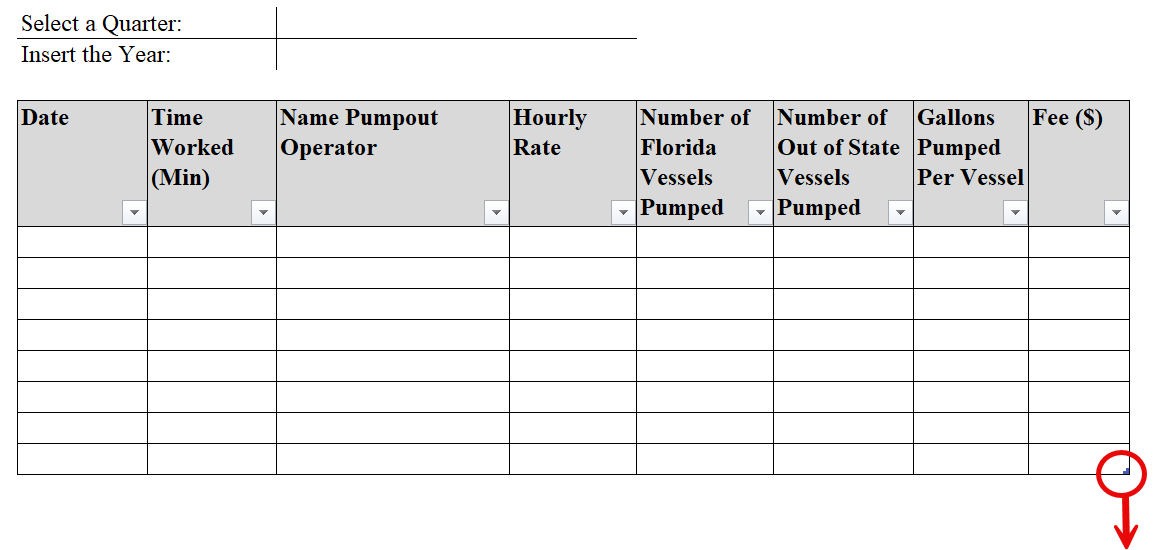 Select a Quarter:
Insert the Year:
Date
Time
Worked
(Min)
Name Pumpout
Operator
Hourly
Rate
Number of
Florida
Vessels
Pumped
Number of
Out of State
Vessels
Pumped
Gallons
Pumped
Per Vessel
Fee ($)